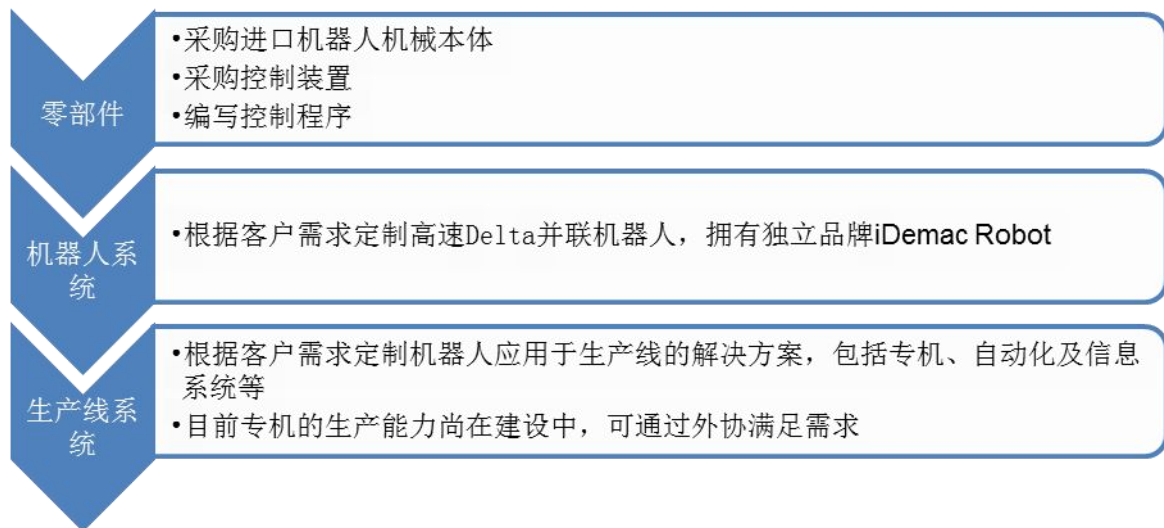 零部件
•采购进口机器人机械本体
•采购控制装置
•编写控制程序
机器人系
统
•根据客户需求定制高速Delta并联机器人，拥有独立品牌iDemac Robot
生产线系
统
•根据客户需求定制机器人应用于生产线的解决方案，包括专机、自动化及信息
系统等
•目前专机的生产能力尚在建设中，可通过外协满足需求